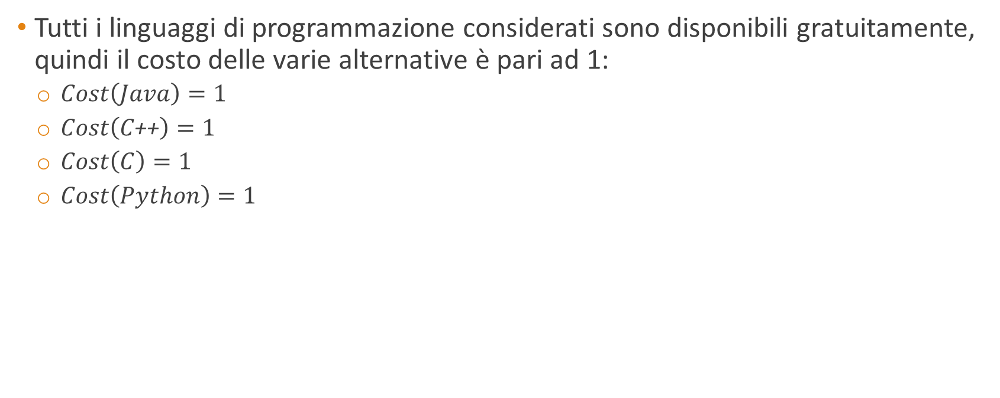 • Tutti i linguaggi di programmazione considerati sono disponibili gratuitamente,
quindi il costo delle varie alternative è pari ad 1:
o Cost(Java) = 1
o Cost(C++) = 1
o Cost(C) = 1
o Cost(Python) = 1